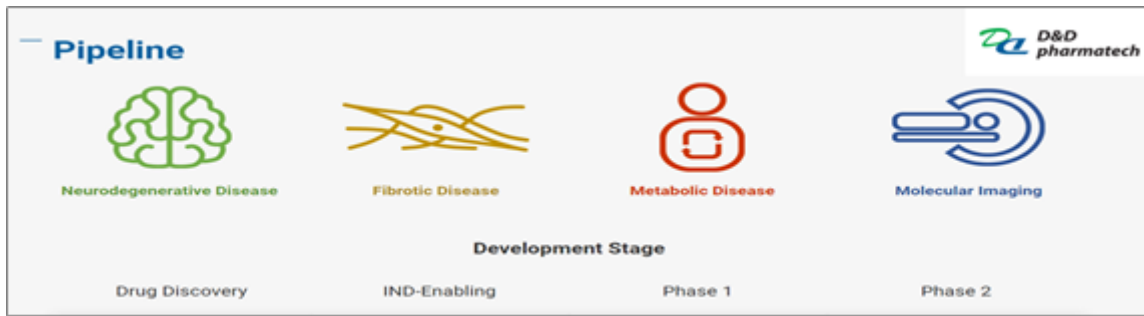 Pipeline
D&D
pharmatech
Neurodegenerative Disease
Fibrotic Disease
Metabolic Disease
Molecular Imaging
Development Stage
Drug Discovery
IND-Enabling
Phase 1
Phase 2